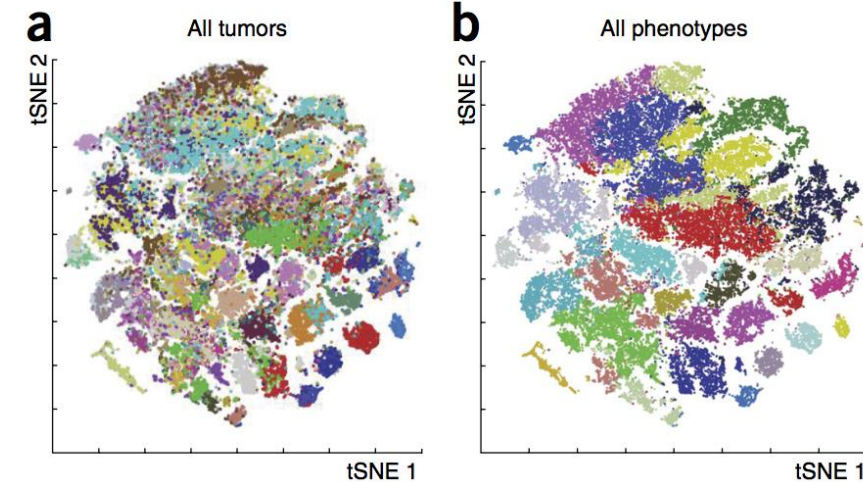 a All tumors
tSNE 2
tSNE 1
b All phenotypes
tSNE 2
tSNE 1